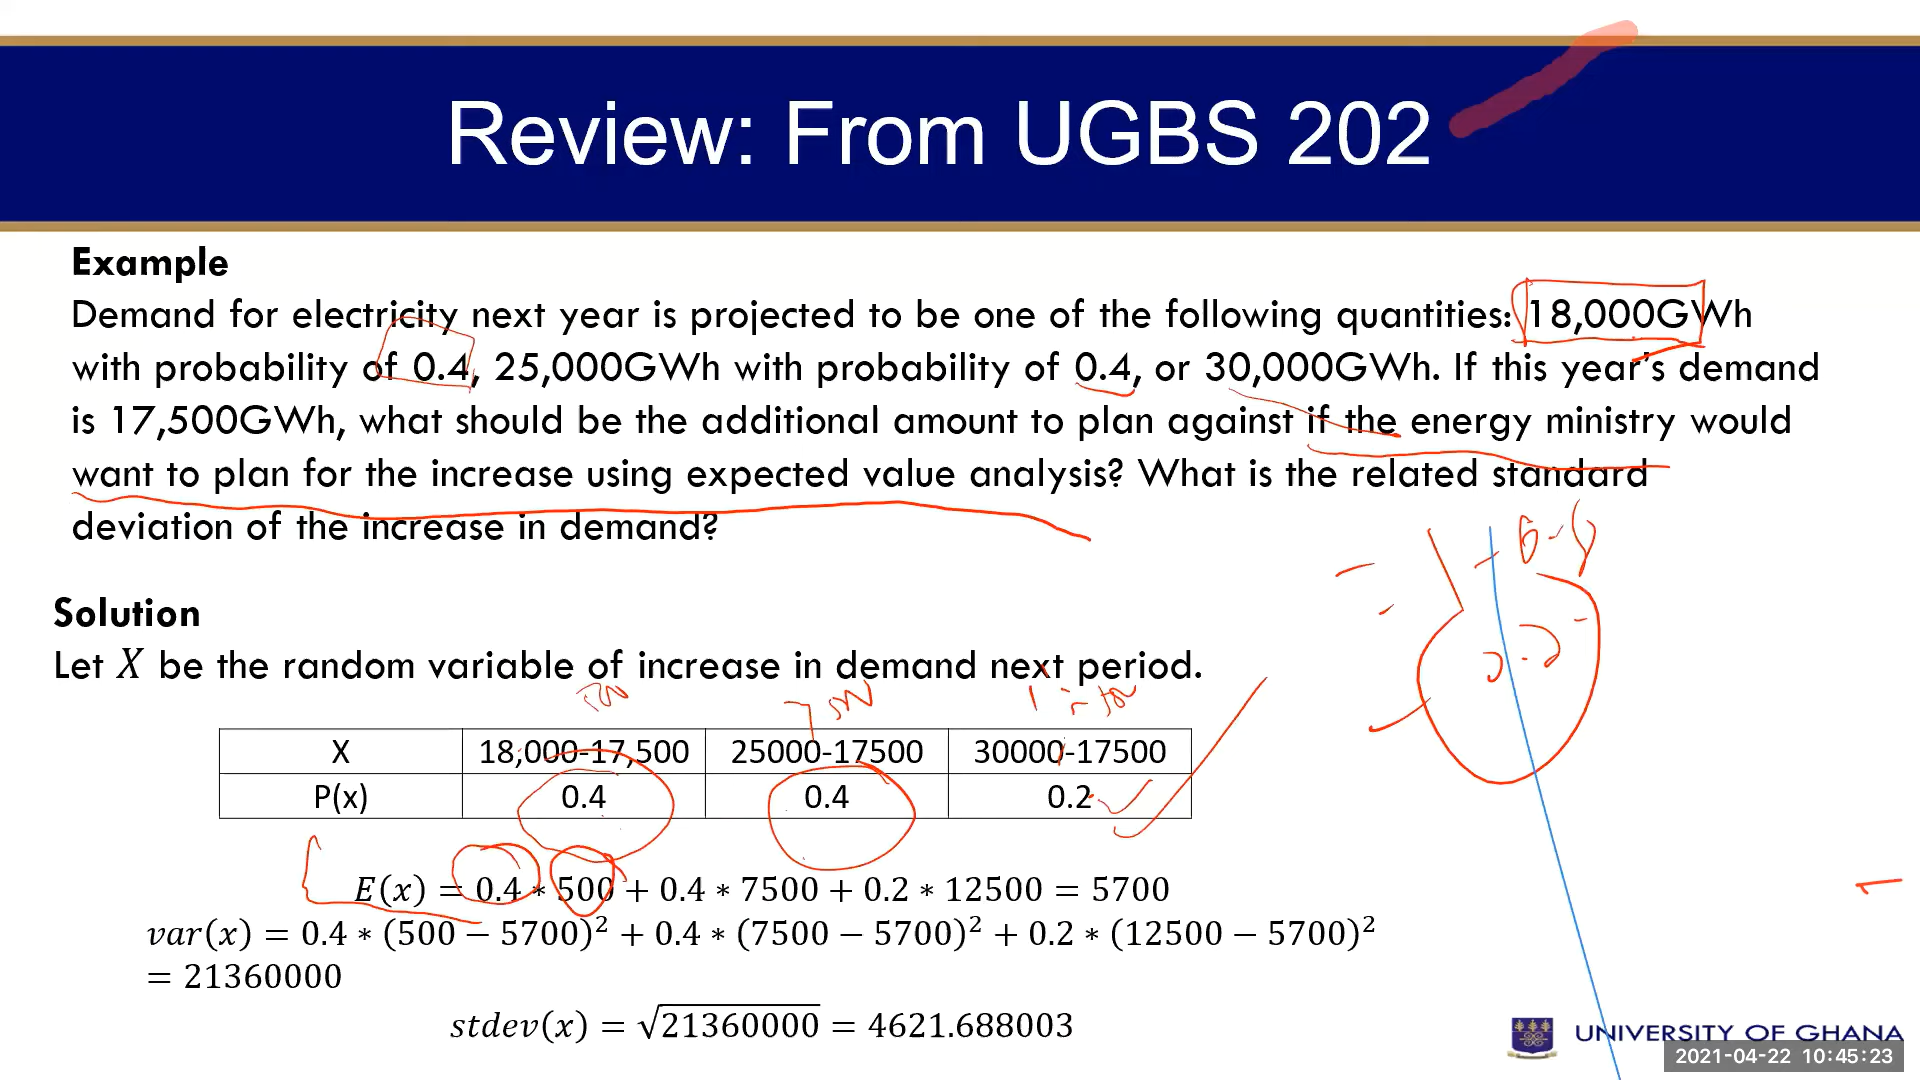 Review: From UGBS 202
Example
Demand for electricity next year is projected to be one of the following quantities: 18,000GWh
with probability of 0.4, 25,000GWh with probability of 0.4, or 30,000GWh. If this year's demand
is 17,500GWh, what should be the additional amount to plan against if the energy ministry would
want to plan for the increase using expected value analysis? What is the related standard
deviation of the increase in demand?
Solution
Let X be the random variable of increase in demand next period.
X 18,000-17,500 25000-17500 30000-17500
P(x) 0.4 0.4 0.2
E(x) = 0.4 * 500 + 0.4 * 7500 + 0.2 * 12500 = 5700
var(x) = 0.4 * (500 − 5700)² + 0.4 * (7500 − 5700)² + 0.2 * (12500 − 5700)²
= 21360000
stdev(x) = √21360000 = 4621.688003
UNIVERSITY OF GHANA
2021-04-22 10:45:23